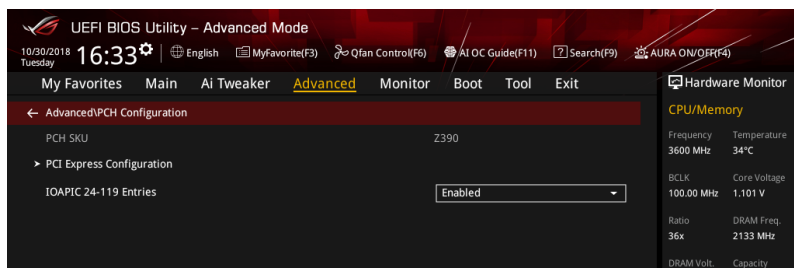 UEFI BIOS Utility – Advanced Mode
10/30/2018 Tuesday 16:33 English MyFavorite(F3) Qfan Control(F6) AI OC Guide(F11) Search(F9) AURA ON/OFF(F4)
My Favorites Main Ai Tweaker Advanced Monitor Boot Tool Exit
Hardware Monitor
← Advanced\PCH Configuration
PCH SKU Z390
➤ PCI Express Configuration
IOAPIC 24-119 Entries Enabled
CPU/Memory
Frequency Temperature
3600 MHz 34°C
BCLK Core Voltage
100.00 MHz 1.101 V
Ratio DRAM Freq.
36x 2133 MHz
DRAM Volt. Capacity